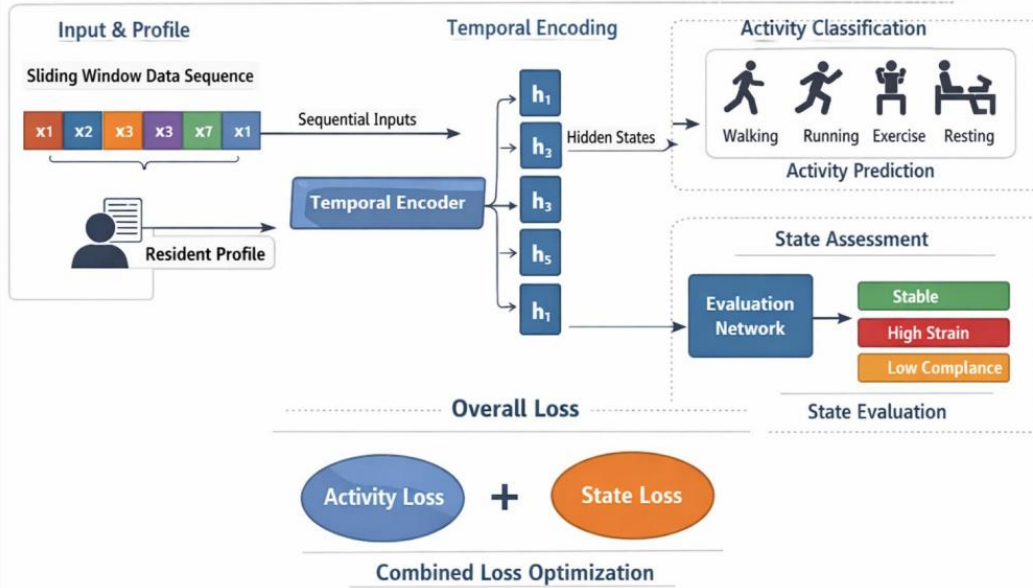 Input & Profile
Sliding Window Data Sequence
x1 x2 x3 x3 x7 x1
Resident Profile
Temporal Encoding
Sequential Inputs
Temporal Encoder
h1
h3
h3
h5
h1
Hidden States
Activity Classification
Walking Running Exercise Resting
Activity Prediction
State Assessment
Evaluation
Network
Stable
High Strain
Low Compliance
State Evaluation
Overall Loss
Activity Loss + State Loss
Combined Loss Optimization